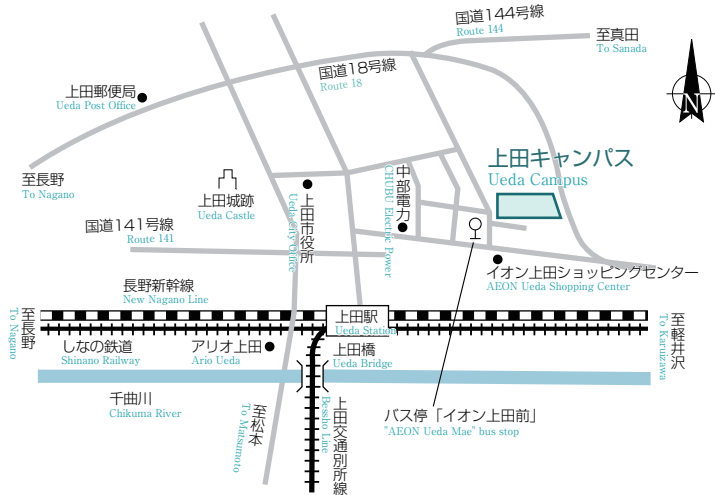 国道144号線
Route 144
至真田
To Sanada
国道18号線
Route 18
上田郵便局
Ueda Post Office
N
至長野
To Nagano
上田城跡
Ueda Castle
上田市役所
Ueda City Office
中部電力
CHUBU Electric Power
上田キャンパス
Ueda Campus
国道141号線
Route 141
イオン上田ショッピングセンター
AEON Ueda Shopping Center
長野新幹線
New Nagano Line
至長野
To Nagano
上田駅
Ueda Station
至軽井沢
To Karuizawa
しなの鉄道
Shinano Railway
アリオ上田
Ario Ueda
上田橋
Ueda Bridge
千曲川
Chikuma River
至松本
To Matsumoto
上田交通別所線
Bessho Line
バス停「イオン上田前」
"AEON Ueda Mae" bus stop